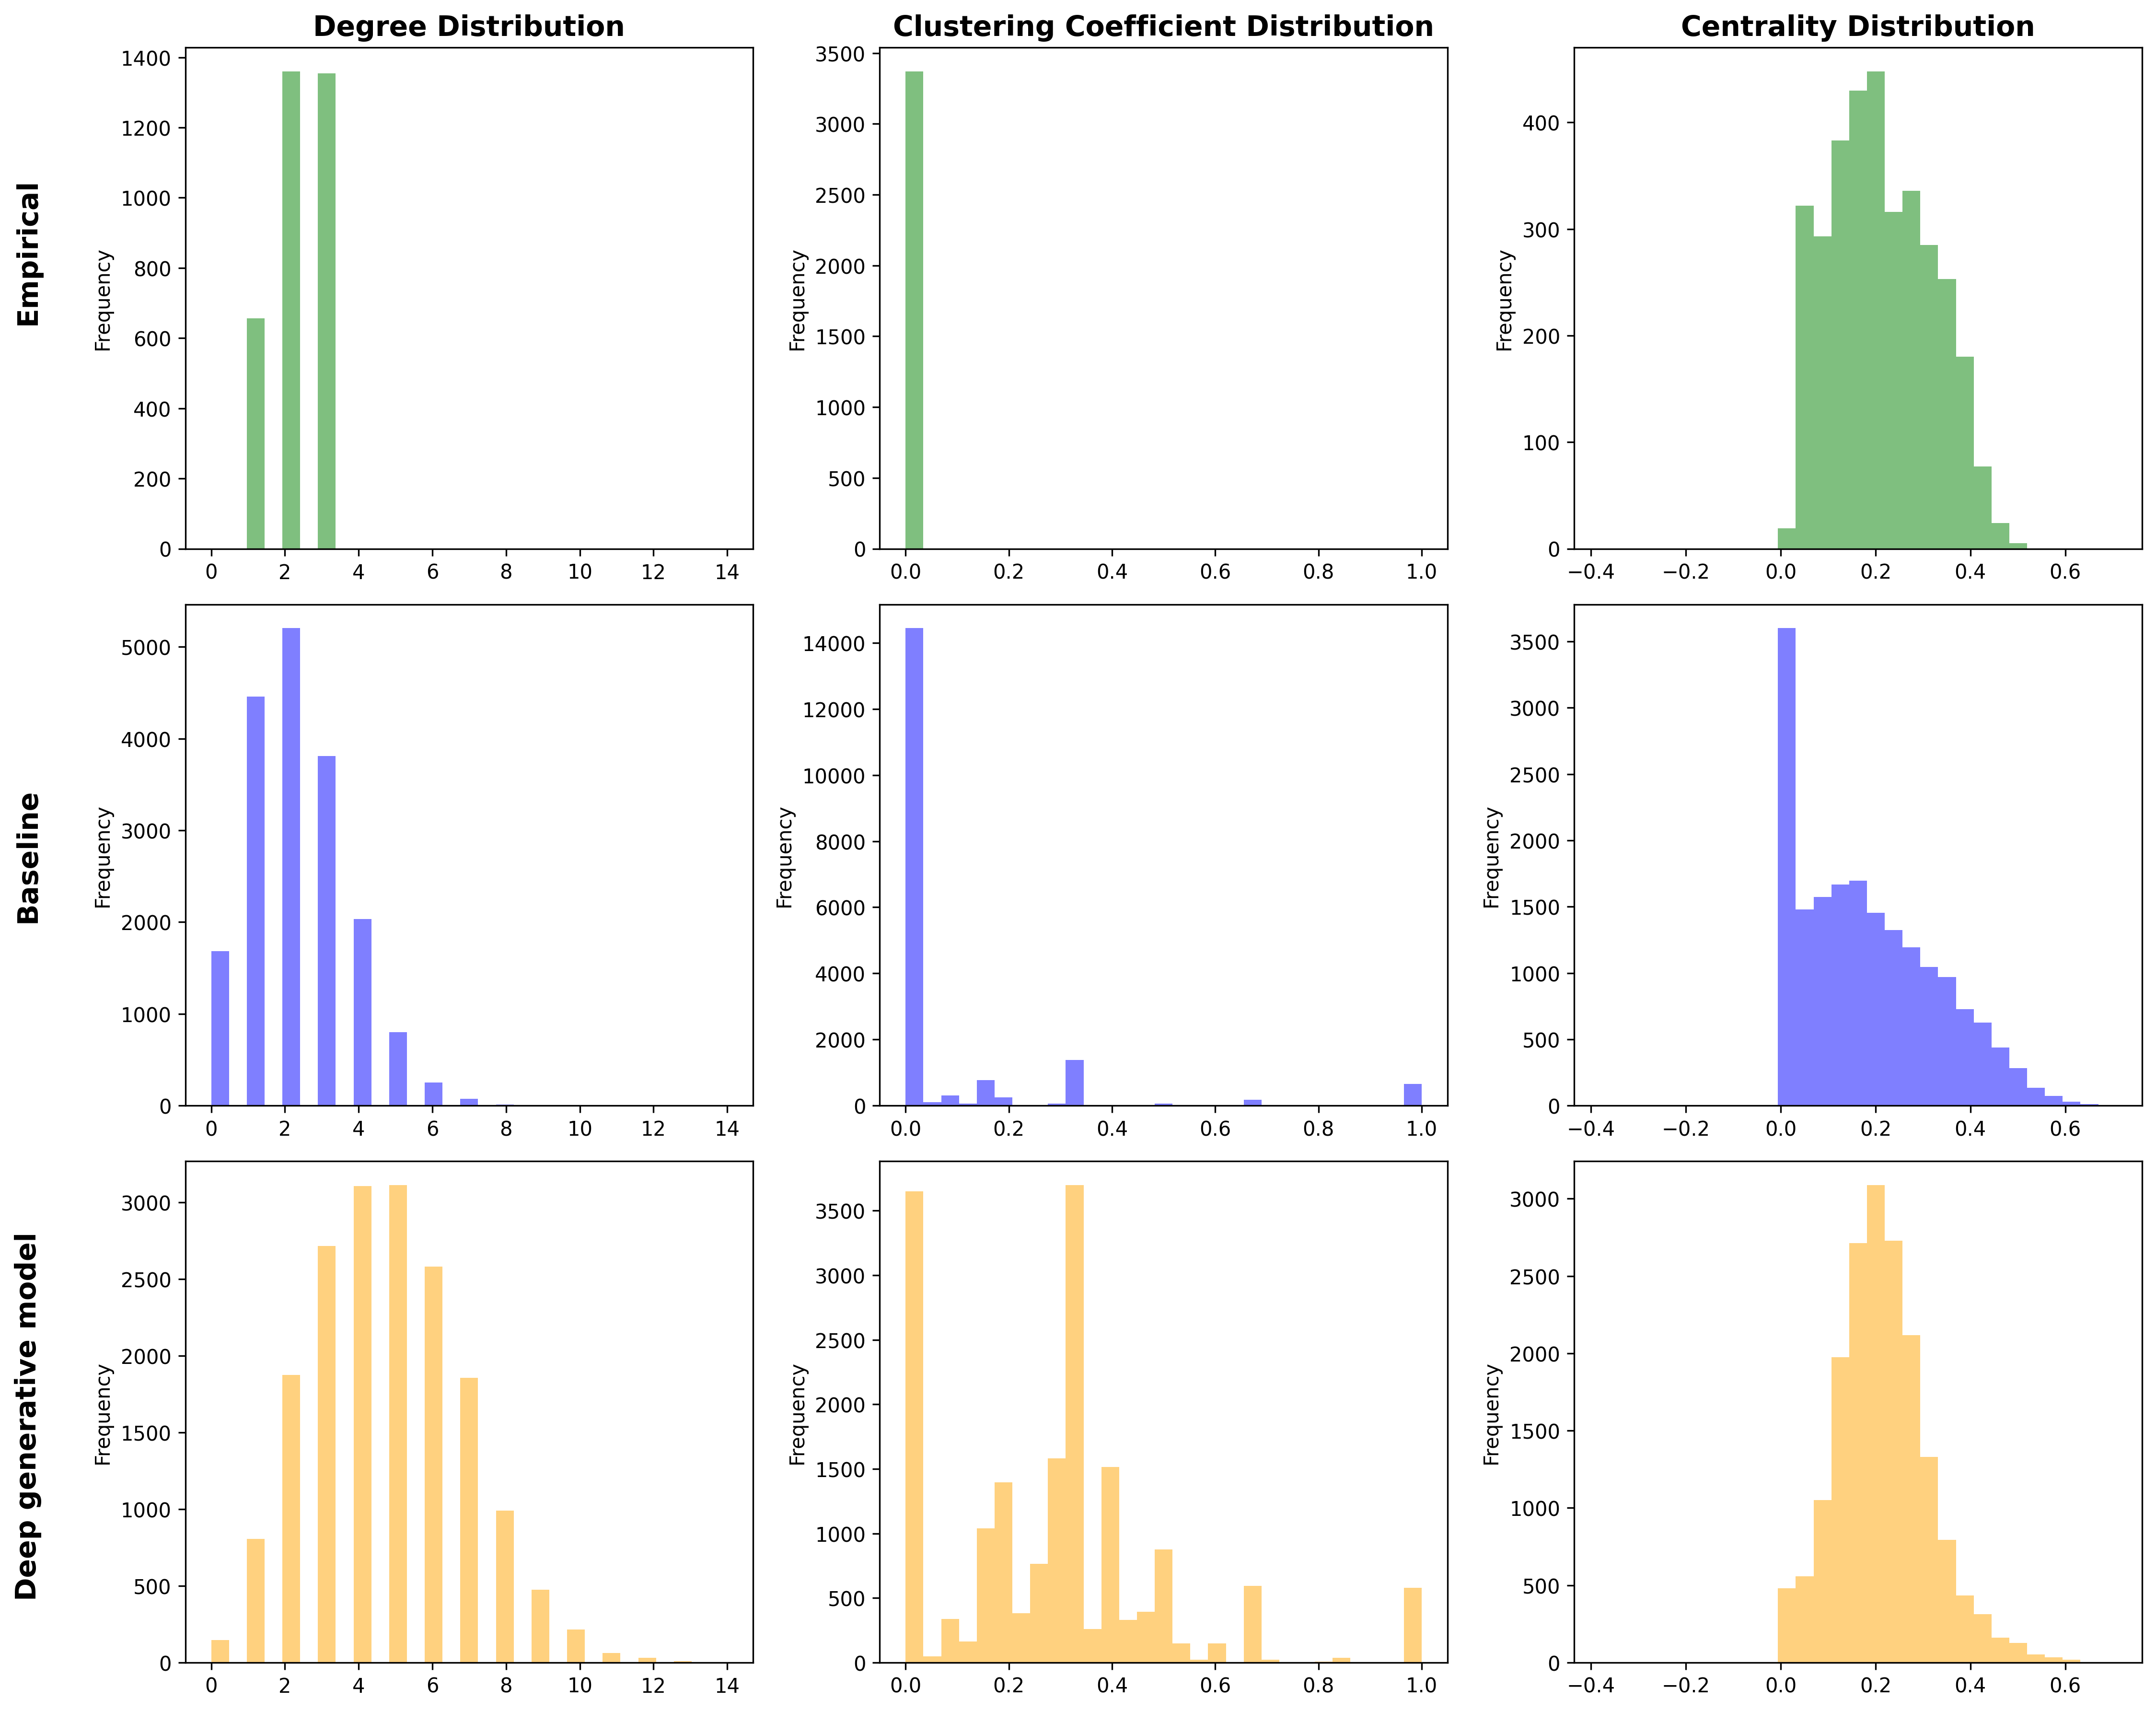 Degree Distribution
Clustering Coefficient Distribution
Centrality Distribution
Empirical
Frequency
1400
1200
1000
800
600
400
200
0
0 2 4 6 8 10 12 14
Frequency
3500
3000
2500
2000
1500
1000
500
0
0.0 0.2 0.4 0.6 0.8 1.0
Frequency
400
300
200
100
0
−0.4 −0.2 0.0 0.2 0.4 0.6
Baseline
Frequency
5000
4000
3000
2000
1000
0
0 2 4 6 8 10 12 14
Frequency
14000
12000
10000
8000
6000
4000
2000
0
0.0 0.2 0.4 0.6 0.8 1.0
Frequency
3500
3000
2500
2000
1500
1000
500
0
−0.4 −0.2 0.0 0.2 0.4 0.6
Deep generative model
Frequency
3000
2500
2000
1500
1000
500
0
0 2 4 6 8 10 12 14
Frequency
3500
3000
2500
2000
1500
1000
500
0
0.0 0.2 0.4 0.6 0.8 1.0
Frequency
3000
2500
2000
1500
1000
500
0
−0.4 −0.2 0.0 0.2 0.4 0.6